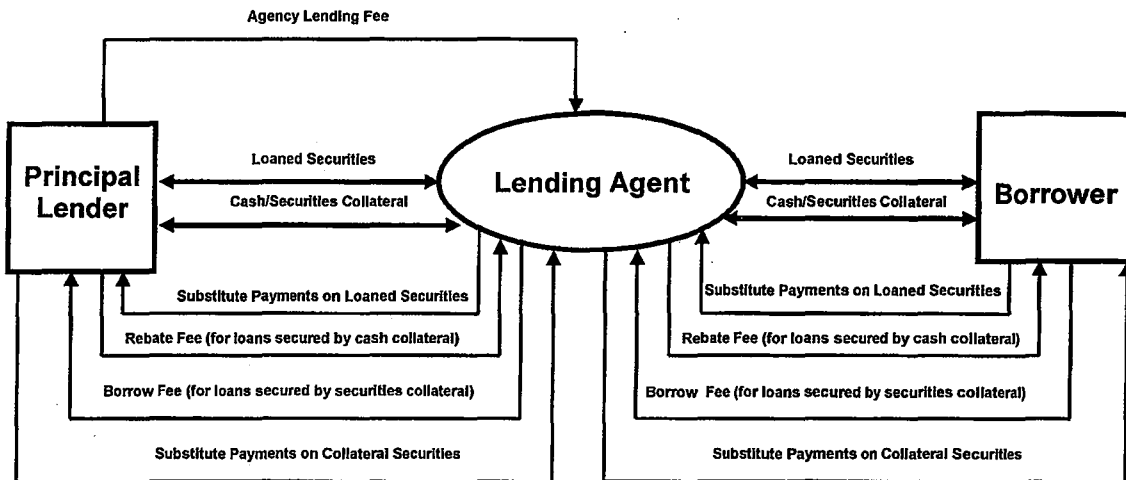 Agency Lending Fee
Principal
Lender
Loaned Securities
Cash/Securities Collateral
Lending Agent
Loaned Securities
Cash/Securities Collateral
Borrower
Substitute Payments on Loaned Securities
Substitute Payments on Loaned Securities
Rebate Fee (for loans secured by cash collateral)
Rebate Fee (for loans secured by cash collateral)
Borrow Fee (for loans secured by securities collateral)
Borrow Fee (for loans secured by securities collateral)
Substitute Payments on Collateral Securities
Substitute Payments on Collateral Securities